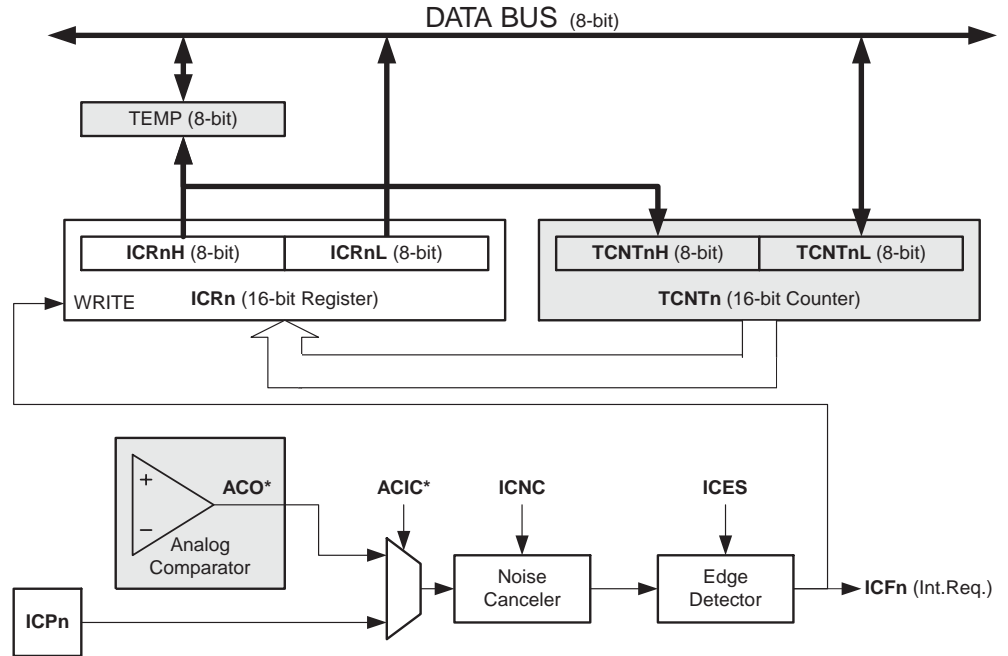 DATA BUS (8-bit)
TEMP (8-bit)
ICRnH (8-bit) ICRnL (8-bit) TCNTnH (8-bit) TCNTnL (8-bit)
WRITE ICRn (16-bit Register) TCNTn (16-bit Counter)
+
ACO* ACIC* ICNC ICES
−
Analog
Comparator
Noise
Canceler
Edge
Detector
ICFn (Int.Req.)
ICPn